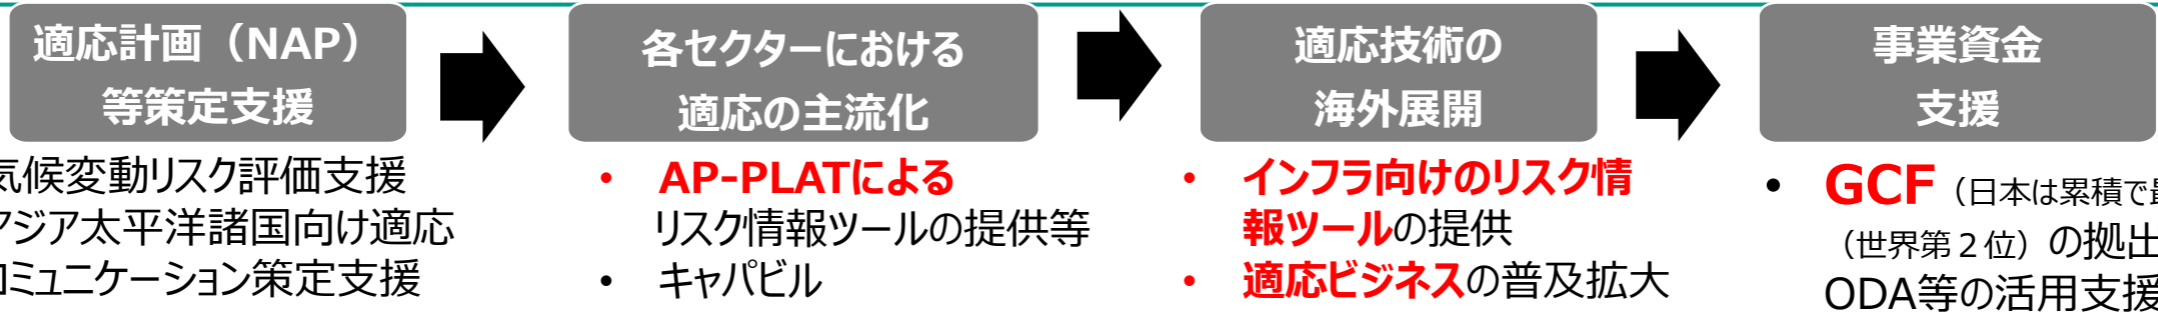 適応計画（NAP）
等策定支援
気候変動リスク評価支援
アジア太平洋諸国向け適応
コミュニケーション策定支援
各セクターにおける
適応の主流化
• AP-PLATによる
リスク情報ツールの提供等
• キャパビル
適応技術の
海外展開
• インフラ向けのリスク情
報ツールの提供
• 適応ビジネスの普及拡大
事業資金
支援
• GCF（日本は累積で最
（世界第２位）の拠出
ODA等の活用支援